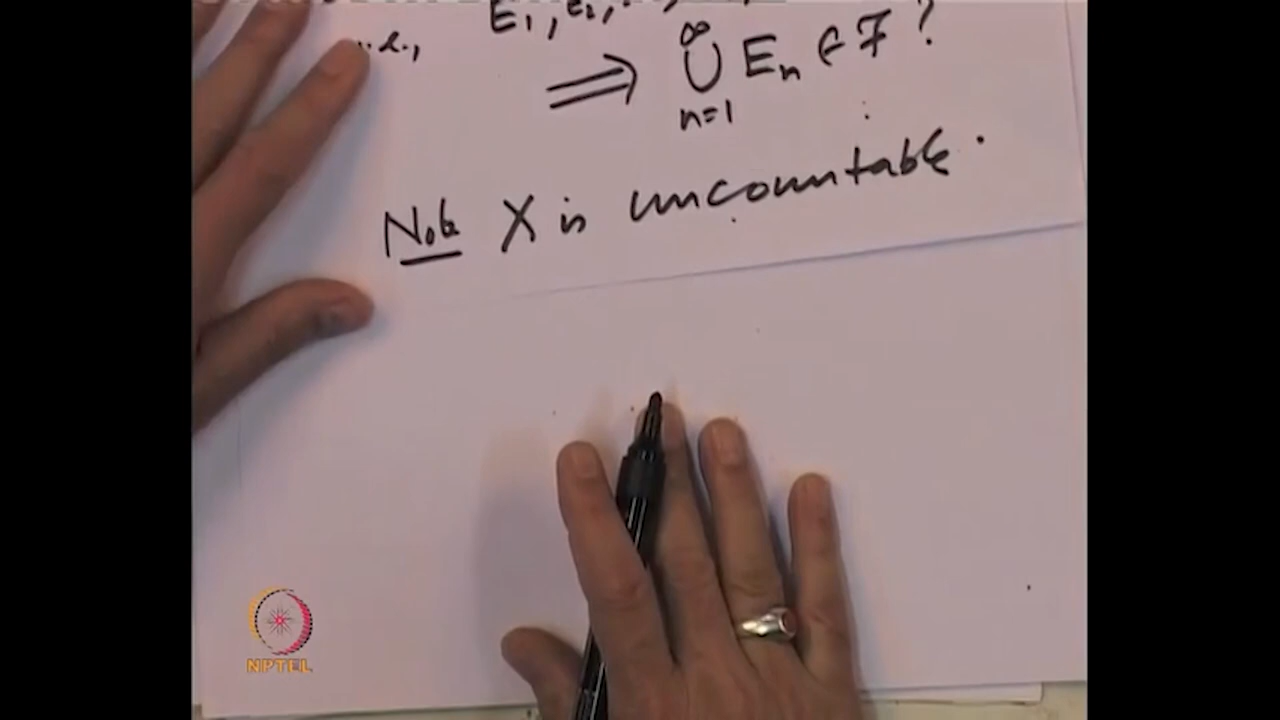 i.e., E₁, E₂, .
⟹ ∞ ⋃ n=1 Eₙ ∈ F ?
Note X is uncountable.
NPTEL